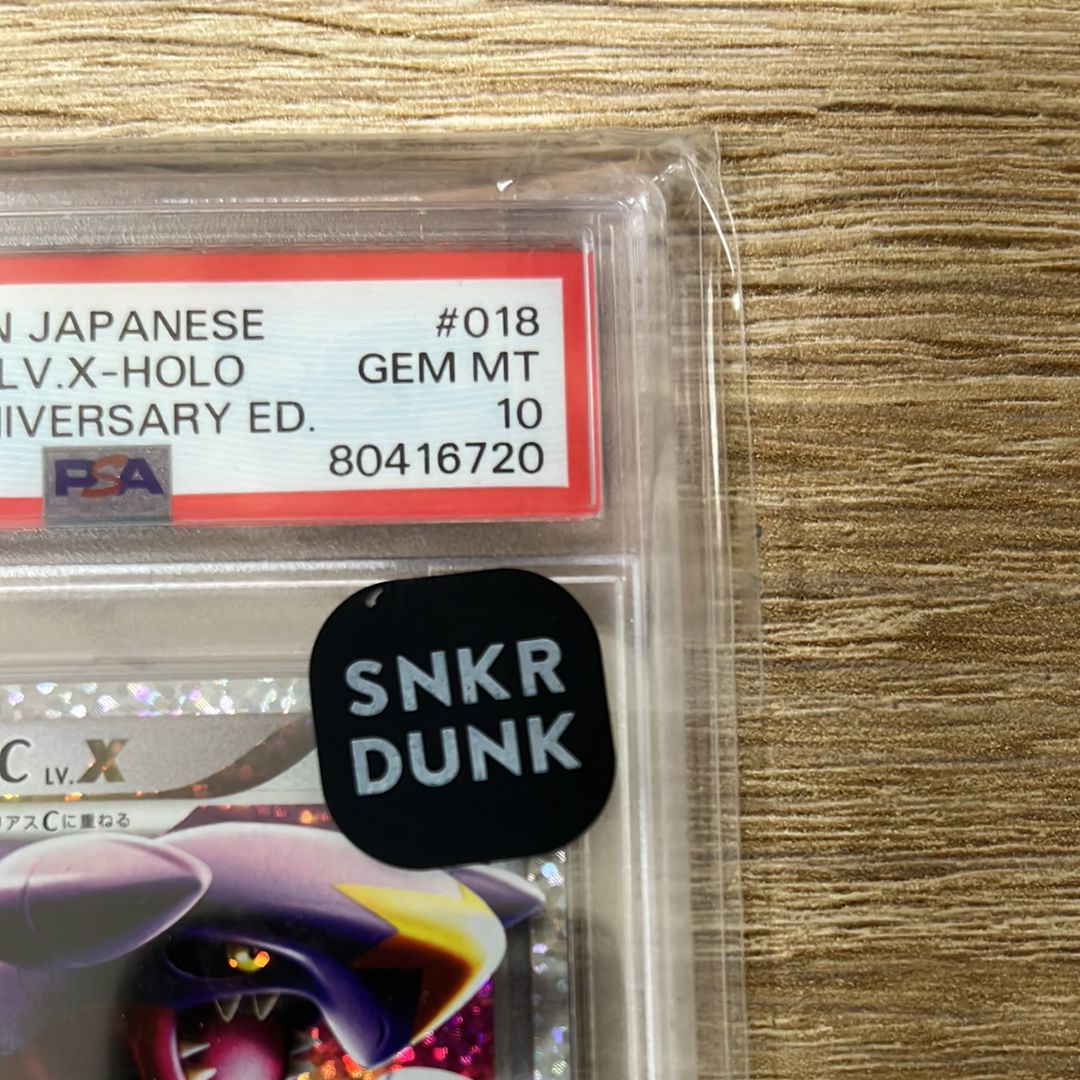 N JAPANESE #018
LV.X-HOLO GEM MT
NIVERSARY ED. 10
PSA 80416720
SNKR
DUNK
C LV.X
リアスCに重ねる